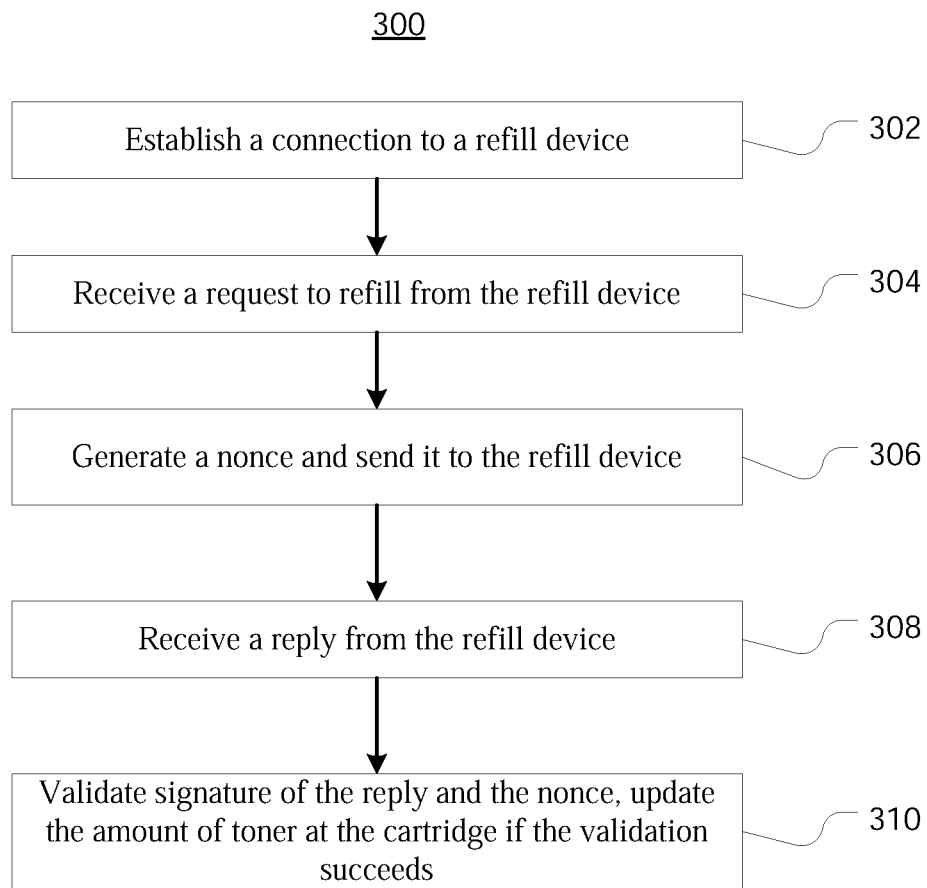 300
Establish a connection to a refill device
302
Receive a request to refill from the refill device
304
Generate a nonce and send it to the refill device
306
Receive a reply from the refill device
308
Validate signature of the reply and the nonce, update
the amount of toner at the cartridge if the validation
succeeds
310